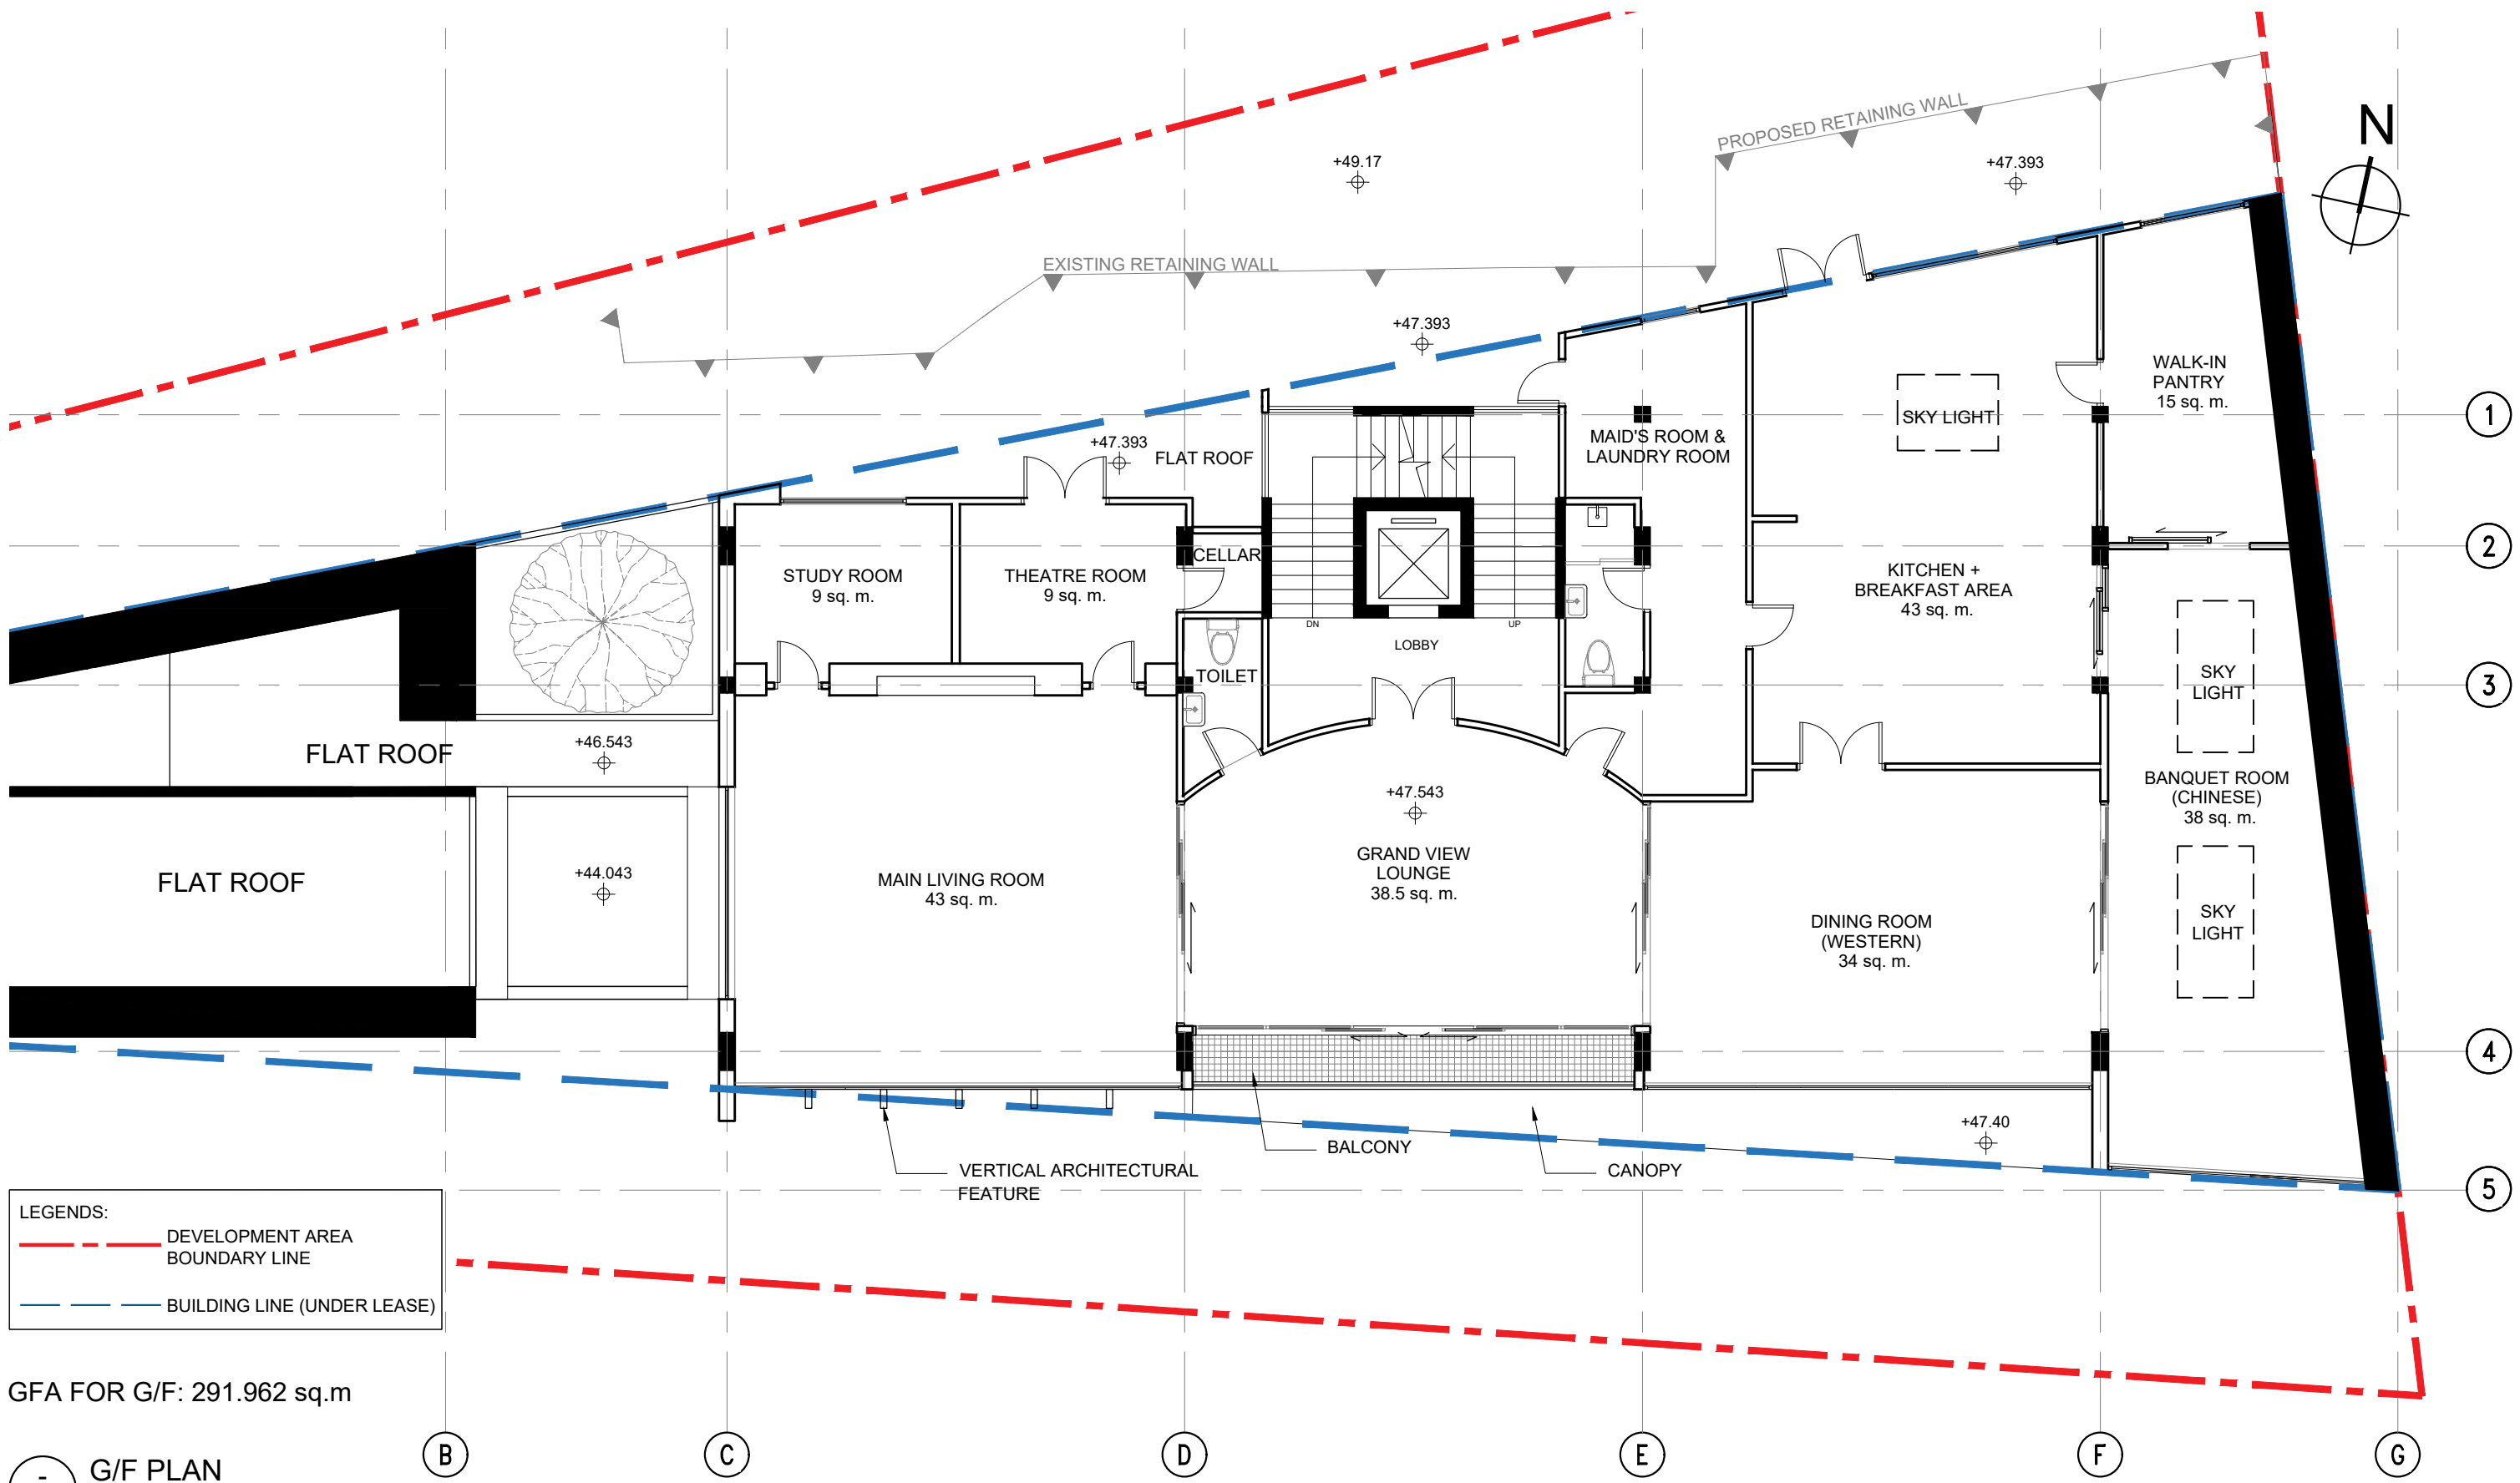 N
PROPOSED RETAINING WALL
+49.17
+47.393
EXISTING RETAINING WALL
+47.393
WALK-IN
PANTRY
15 sq. m.
SKY LIGHT
1
MAID'S ROOM &
LAUNDRY ROOM
+47.393
FLAT ROOF
2
CELLAR
STUDY ROOM
9 sq. m.
THEATRE ROOM
9 sq. m.
KITCHEN +
BREAKFAST AREA
43 sq. m.
DN
UP
LOBBY
TOILET
SKY
LIGHT
3
FLAT ROOF
+46.543
BANQUET ROOM
(CHINESE)
38 sq. m.
+47.543
GRAND VIEW
LOUNGE
38.5 sq. m.
FLAT ROOF
+44.043
MAIN LIVING ROOM
43 sq. m.
DINING ROOM
(WESTERN)
34 sq. m.
SKY
LIGHT
4
+47.40
BALCONY
VERTICAL ARCHITECTURAL
FEATURE
CANOPY
5
LEGENDS:
DEVELOPMENT AREA
BOUNDARY LINE
BUILDING LINE (UNDER LEASE)
GFA FOR G/F: 291.962 sq.m
B
C
D
E
F
G
-
G/F PLAN